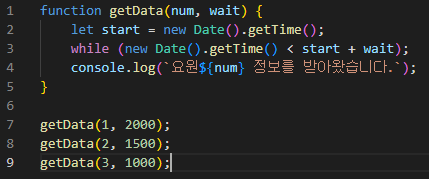 1 function getData(num, wait) {
2 let start = new Date().getTime();
3 while (new Date().getTime() < start + wait);
4 console.log(`요원${num} 정보를 받아왔습니다.`);
5 }
6
7 getData(1, 2000);
8 getData(2, 1500);
9 getData(3, 1000);